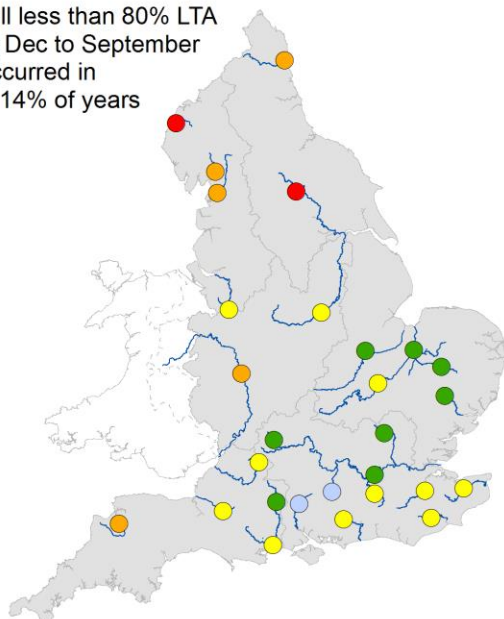 ll less than 80% LTA
Dec to September
ccurred in
14% of years